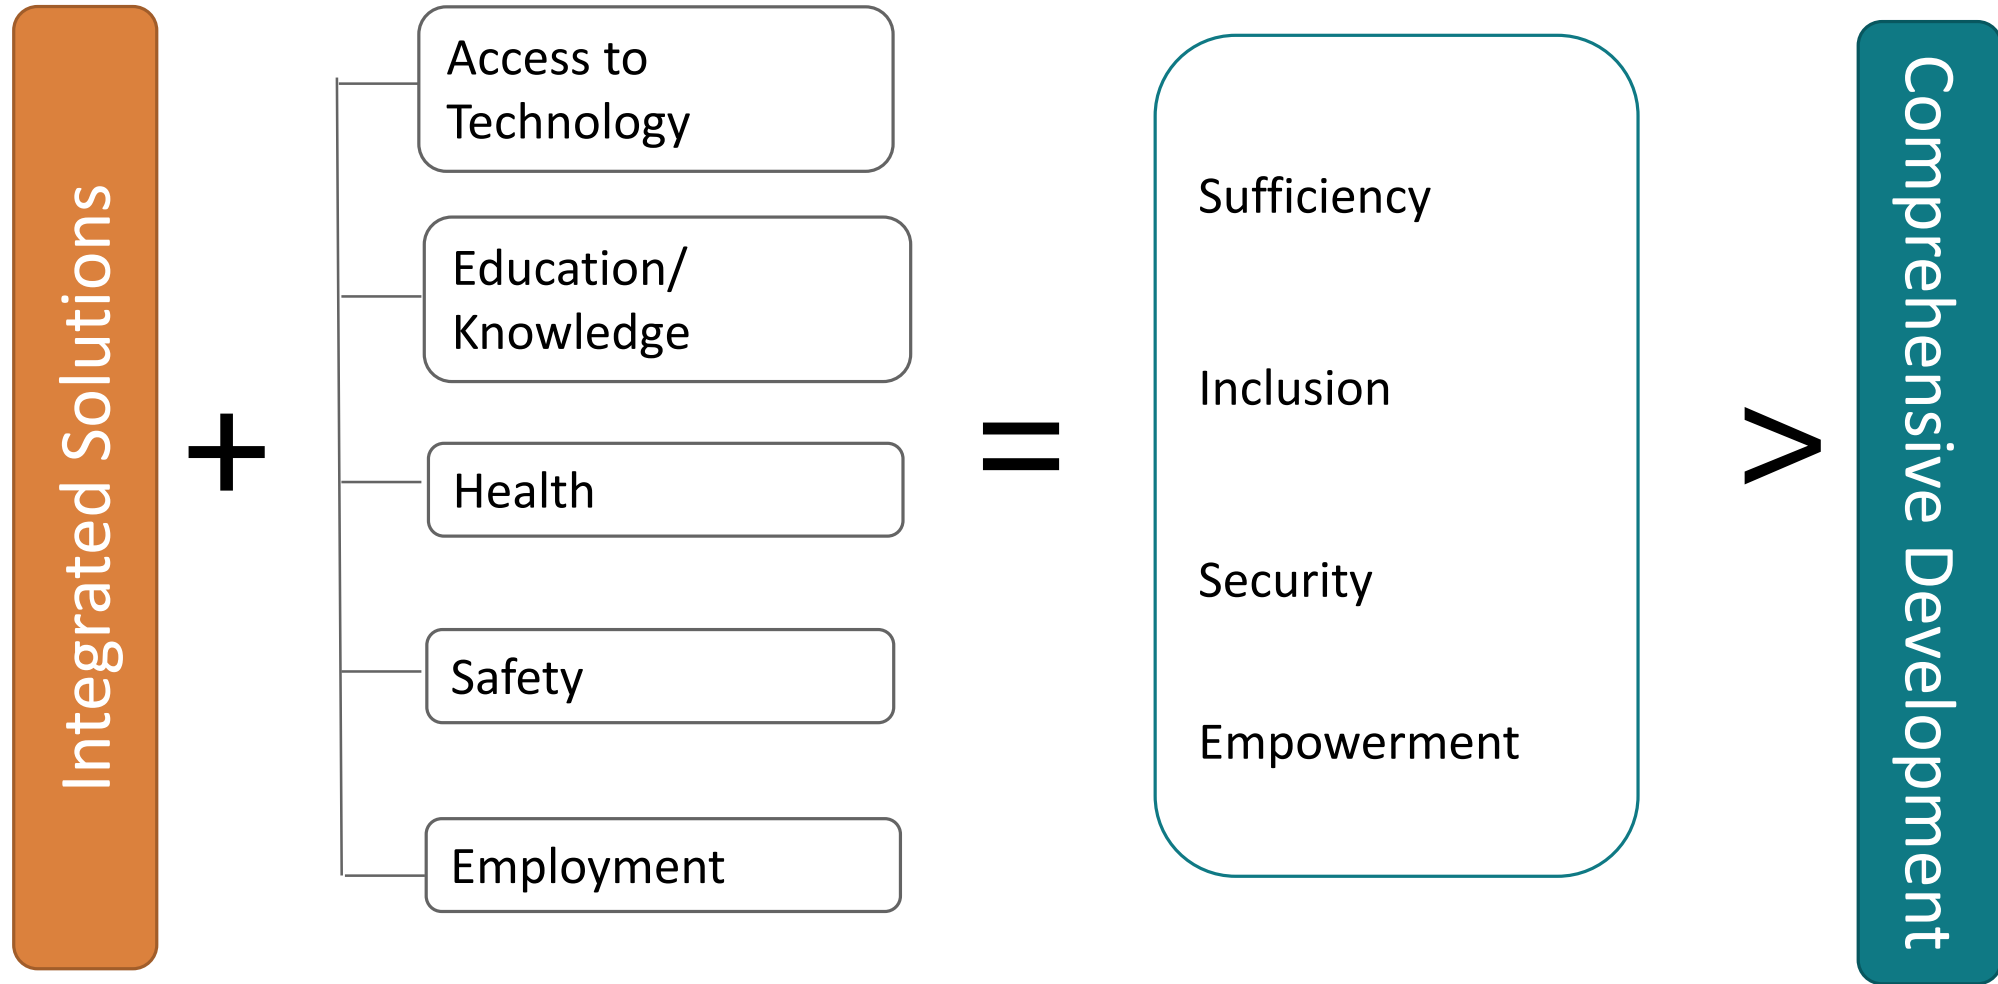 Integrated Solutions
+
Access to
Technology
Education/
Knowledge
Health
Safety
Employment
=
Sufficiency
Inclusion
Security
Empowerment
>
Comprehensive Development